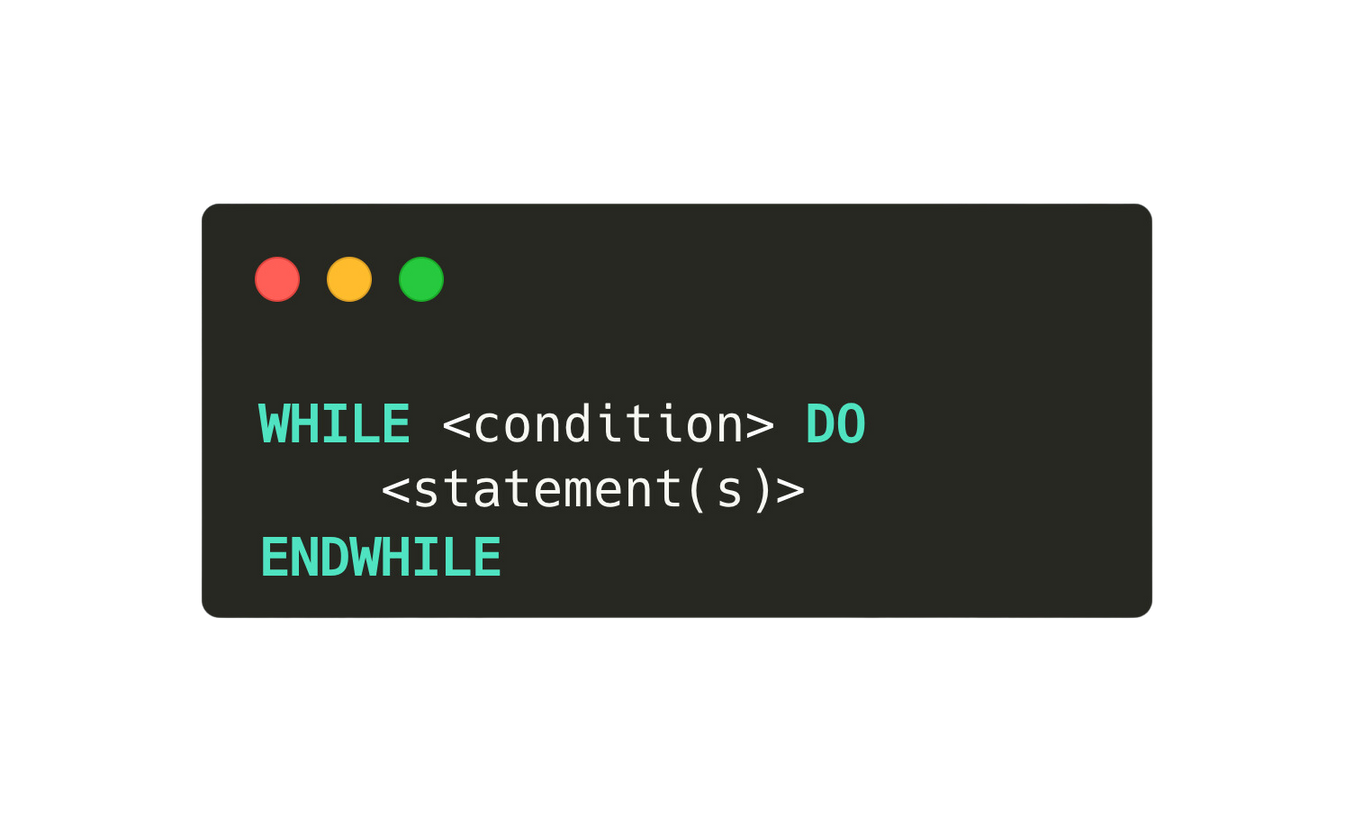 WHILE <condition> DO
    <statement(s)>
ENDWHILE